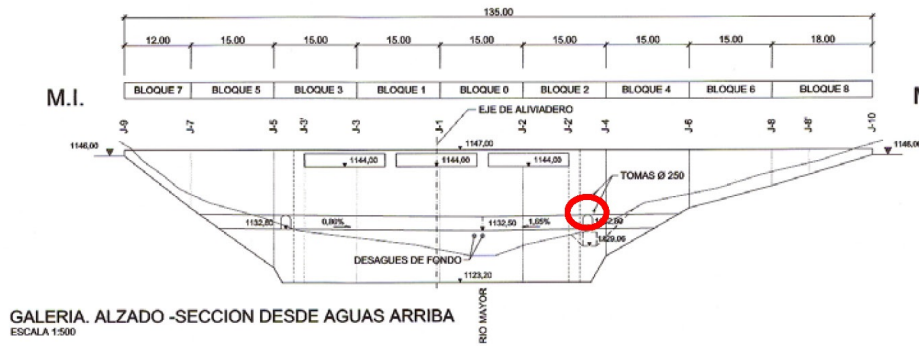 135.00
12.00 15.00 15.00 15.00 15.00 15.00 15.00 15.00 18.00
BLOQUE 7 BLOQUE 5 BLOQUE 3 BLOQUE 1 BLOQUE 0 BLOQUE 2 BLOQUE 4 BLOQUE 6 BLOQUE 8
M.I.
EJE DE ALIVIADERO
J-9 J-7 J-5 J-3' J-3 J-1 J-2 J-2' J-4 J-6 J-8 J-8' J-10
1146,00 1147,00 1146,00
1144,00 1144,00 1144,00
TOMAS Ø 250
1132,80 0,80% 1132,50 1,65%
DESAGUES DE FONDO
1123,20
RIO MAYOR
GALERIA. ALZADO -SECCION DESDE AGUAS ARRIBA
ESCALA 1:500